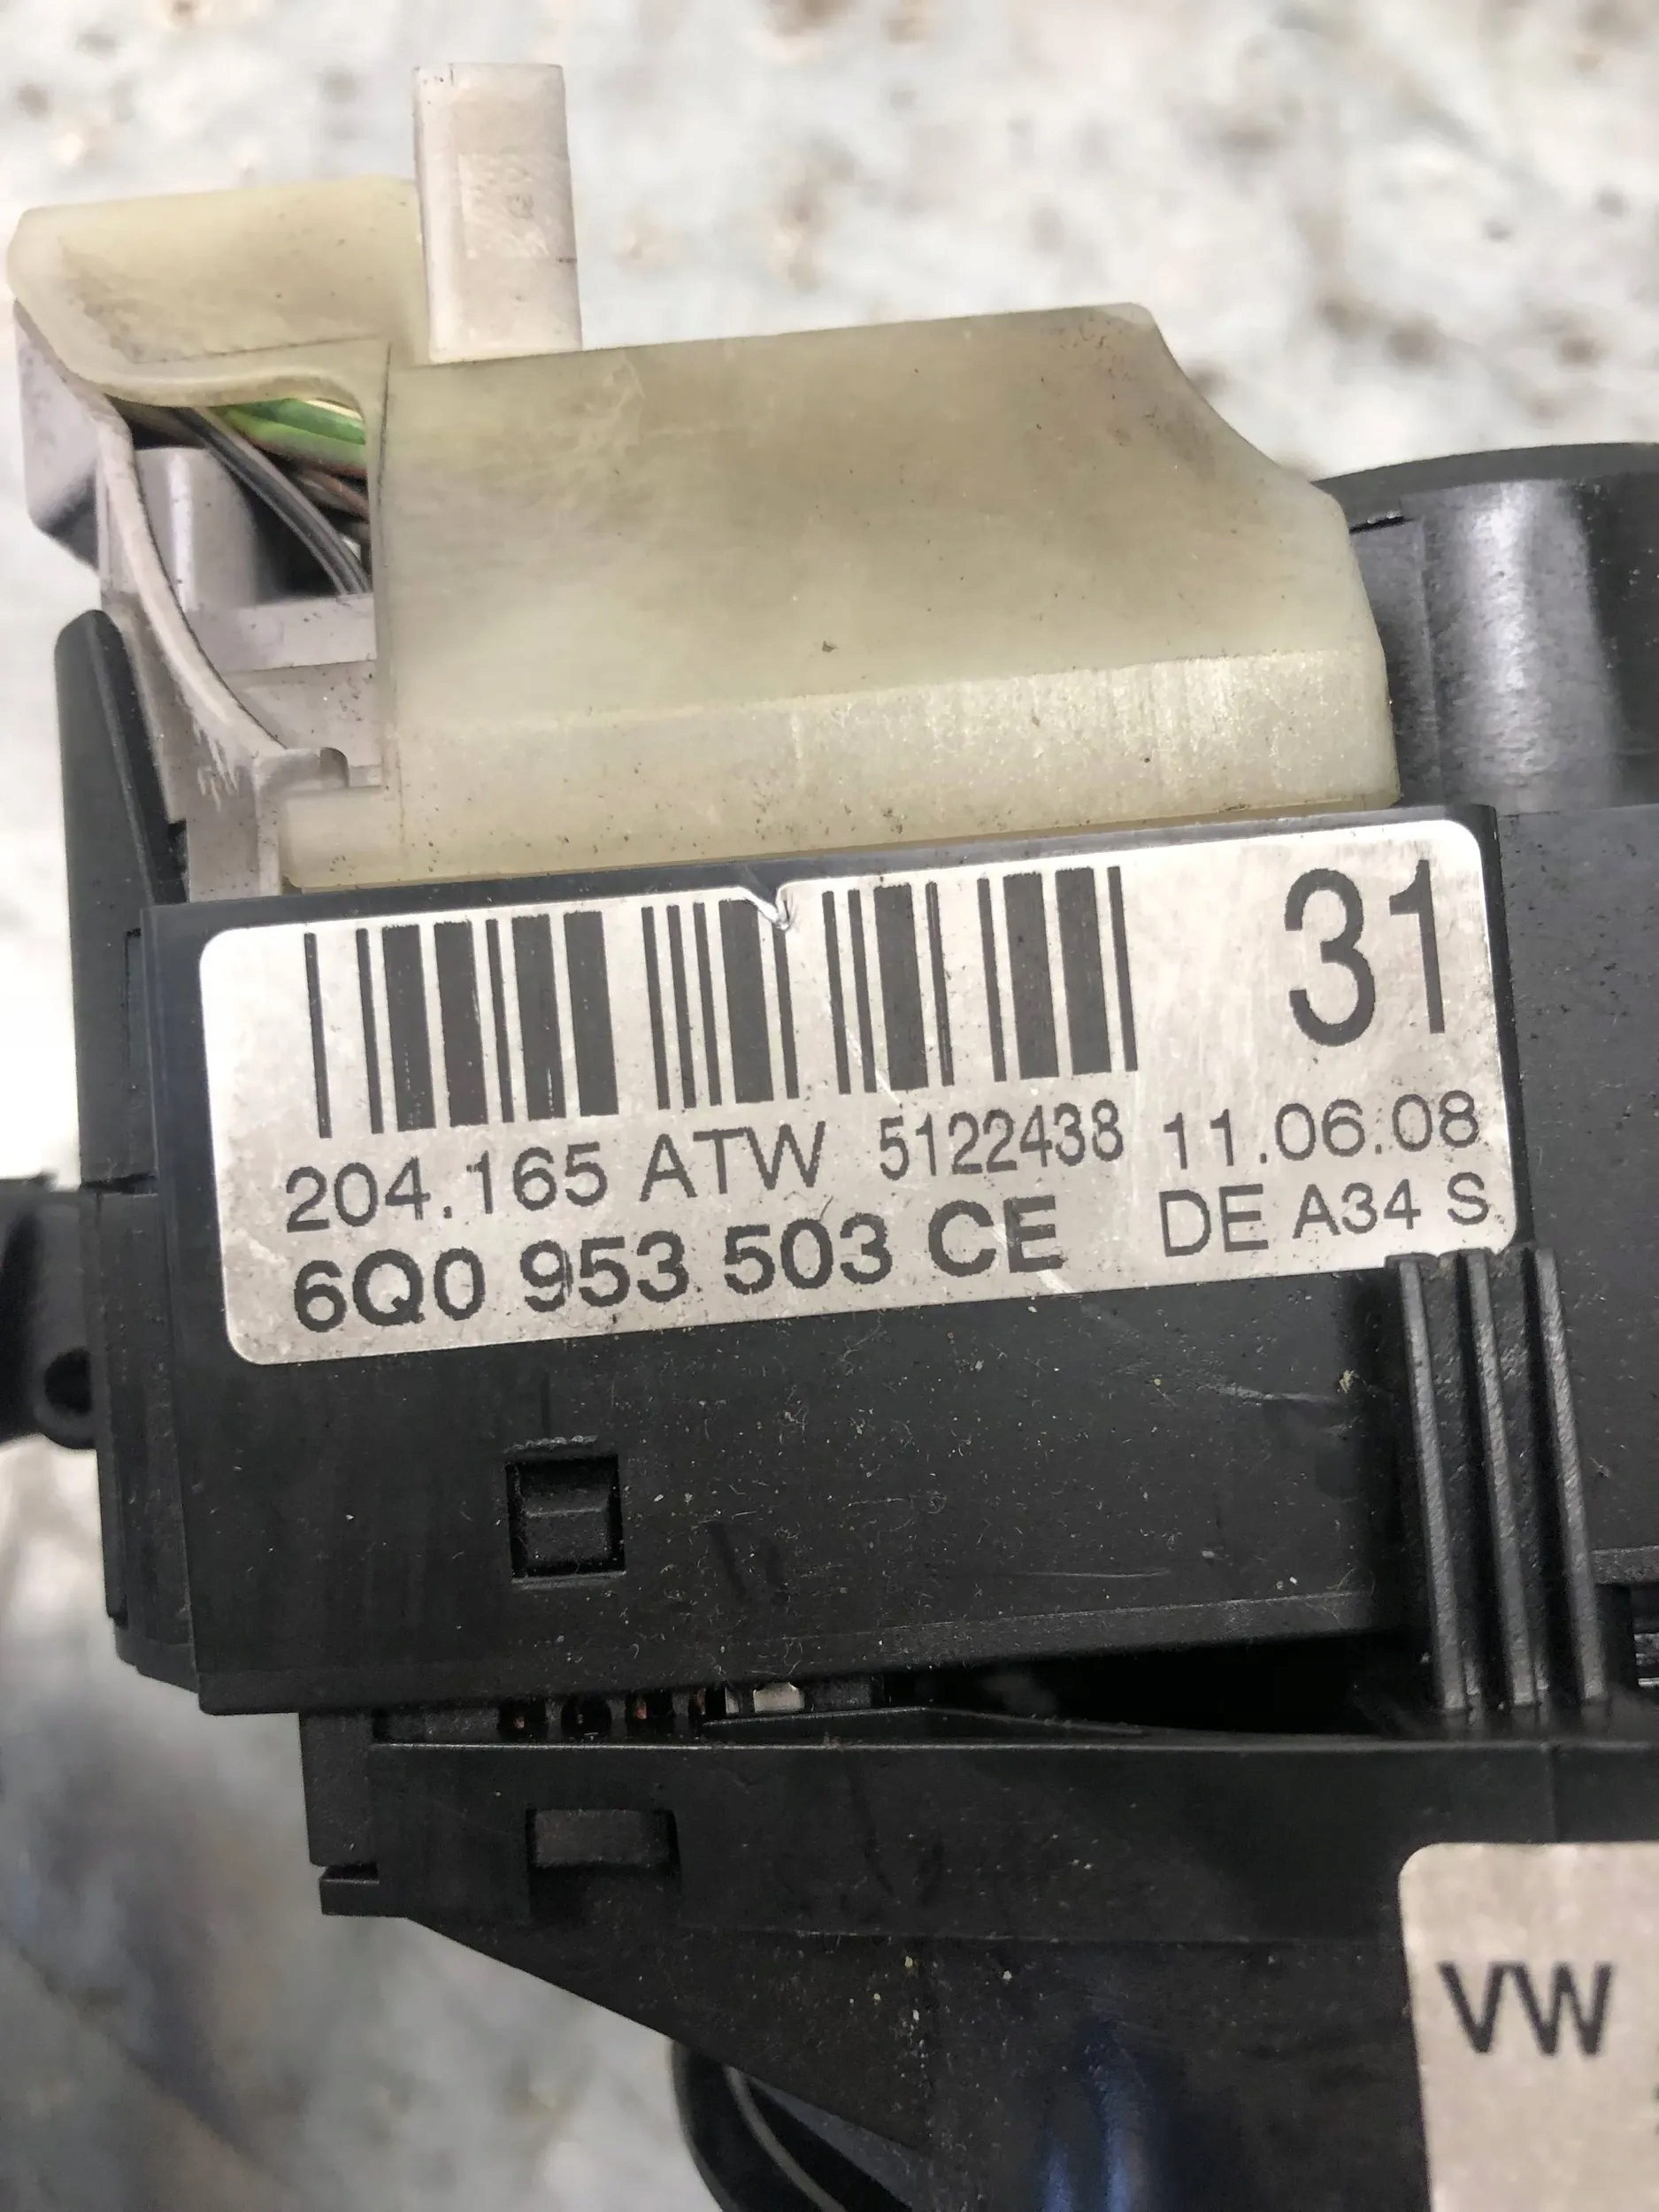 31
204.165 ATW 5122438 11.06.08
6Q0 953 503 CE DE A34 S
VW